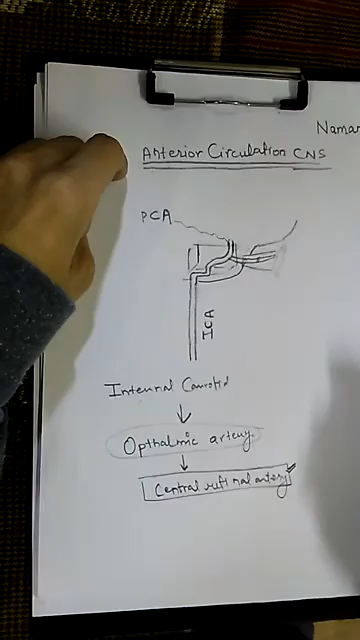 Naman
Anterior Circulation CNS
PCA
ICA
Internal Carotid
Opthalmic artery
Central retinal artery